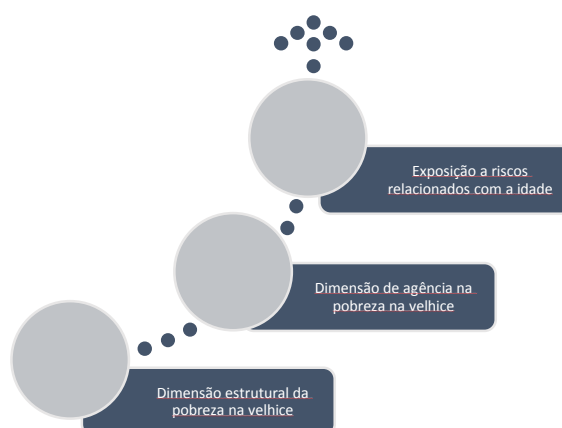 Exposição a riscos
relacionados com a idade
Dimensão de agência na
pobreza na velhice
Dimensão estrutural da
pobreza na velhice